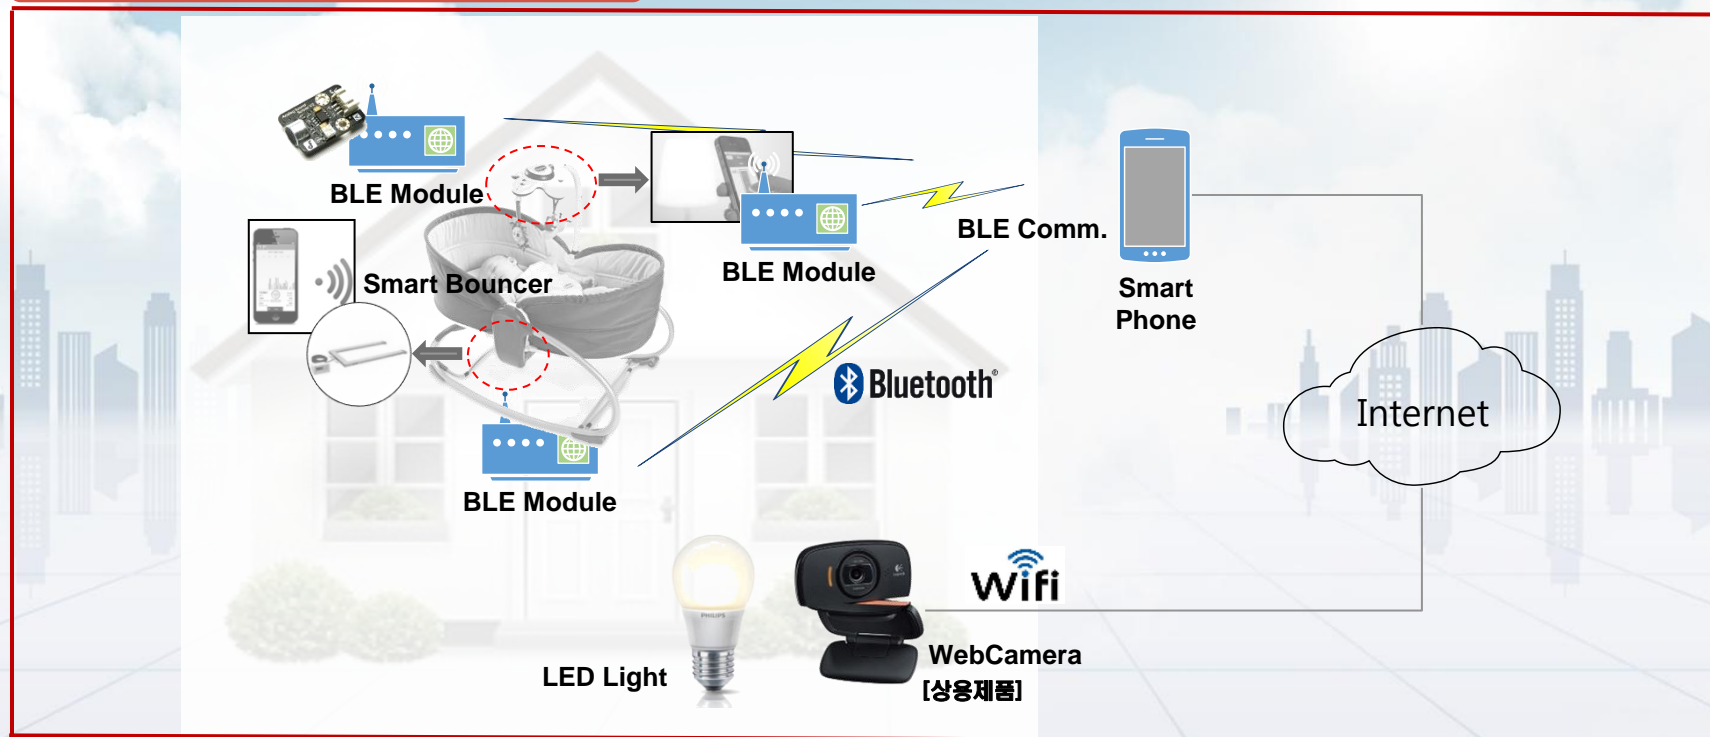 BLE Module
BLE Module
BLE Comm.
Smart Bouncer
Smart
Phone
Bluetooth®
Internet
BLE Module
Wifi
PHILIPS
LED Light
WebCamera
[상용제품]